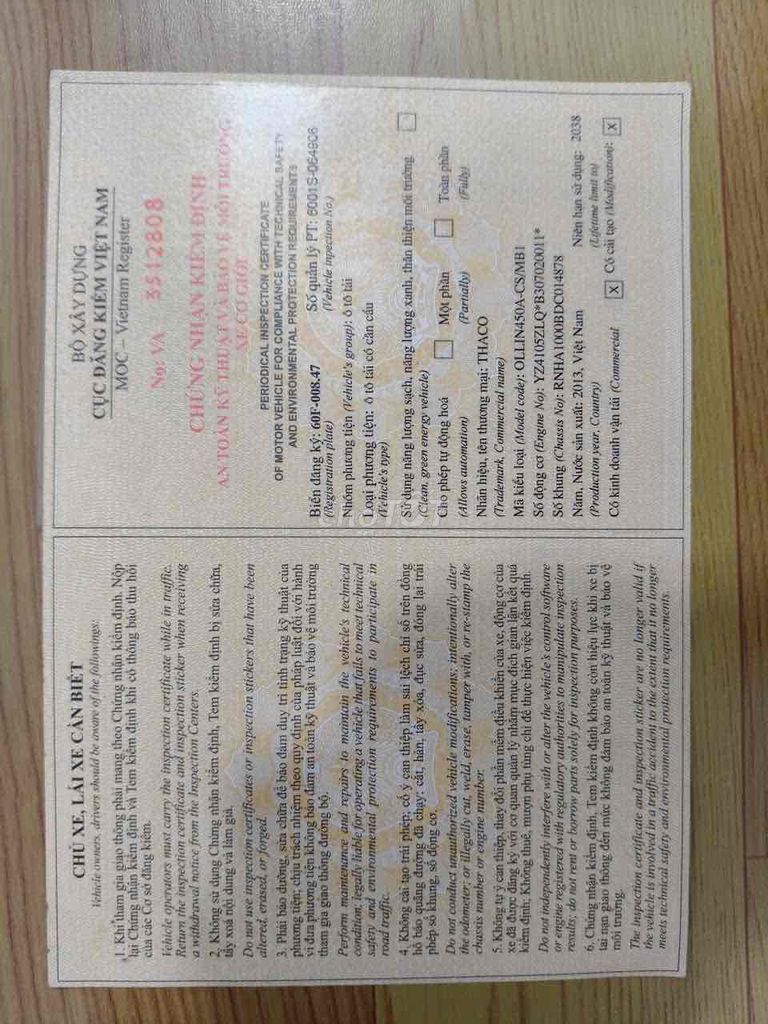 CHỦ XE, LÁI XE CẦN BIẾT
Vehicle owners, drivers should be aware of the followings:
1. Khi tham gia giao thông phải mang theo Chứng nhận kiểm định. Nộp
lại Chứng nhận kiểm định và Tem kiểm định khi có thông báo thu hồi
của các Cơ sở đăng kiểm.
Vehicle operators must carry the inspection certificate while in traffic.
Return the inspection certificate and inspection sticker when receiving
a withdrawal notice from the Inspection Centers.
2. Không sử dụng Chứng nhận kiểm định, Tem kiểm định bị sửa chữa,
tẩy xoá nội dung và làm giả.
Do not use inspection certificates or inspection stickers that have been
altered, erased, or forged.
3. Phải bảo dưỡng, sửa chữa để bảo đảm duy trì tình trạng kỹ thuật của
phương tiện; chịu trách nhiệm theo quy định của pháp luật đối với hành
vi đưa phương tiện không bảo đảm an toàn kỹ thuật và bảo vệ môi trường
tham gia giao thông đường bộ.
Perform maintenance and repairs to maintain the vehicle's technical
condition, legally liable for operating a vehicle that fails to meet technical
safety and environmental protection requirements to participate in
road traffic.
4. Không cải tạo trái phép; cố ý can thiệp làm sai lệch chỉ số trên đồng
hồ báo quãng đường đã chạy; cắt, hàn, tẩy xóa, đục sửa, đóng lại trái
phép số khung, số động cơ.
Do not conduct unauthorized vehicle modifications; intentionally alter
the odometer; or illegally cut, weld, erase, tamper with, or re-stamp the
chassis number or engine number.
5. Không tự ý can thiệp, thay đổi phần mềm điều khiển của xe, động cơ của
xe đã được đăng ký với cơ quan quản lý nhằm mục đích gian lận kết quả
kiểm định; Không thuê, mượn phụ tùng chỉ để thực hiện việc kiểm định.
Do not independently interfere with or alter the vehicle's control software
or engine registered with regulatory authorities to manipulate inspection
results; do not rent or borrow parts solely for inspection purposes.
6. Chứng nhận kiểm định, Tem kiểm định không còn hiệu lực khi xe bị
tai nạn giao thông đến mức không đảm bảo an toàn kỹ thuật và bảo vệ
môi trường.
The inspection certificate and inspection sticker are no longer valid if
the vehicle is involved in a traffic accident to the extent that it no longer
meets technical safety and environmental protection requirements.
BỘ XÂY DỰNG
CỤC ĐĂNG KIỂM VIỆT NAM
MOC – Vietnam Register
No: VA 3512808
CHỨNG NHẬN KIỂM ĐỊNH
AN TOÀN KỸ THUẬT VÀ BẢO VỆ MÔI TRƯỜNG
XE CƠ GIỚI
PERIODICAL INSPECTION CERTIFICATE
OF MOTOR VEHICLE FOR COMPLIANCE WITH TECHNICAL SAFETY
AND ENVIRONMENTAL PROTECTION REQUIREMENTS
Biển đăng ký: 60F-008.47 Số quản lý PT: 6001S-064906
(Registration plate) (Vehicle inpection No.)
Nhóm phương tiện (Vehicle's group): ô tô tải
Loại phương tiện: ô tô tải có cần cẩu
(Vehicle's type)
Sử dụng năng lượng sạch, năng lượng xanh, thân thiện môi trường
(Clean, green energy vehicle)
Cho phép tự động hoá Một phần Toàn phần
(Allows automation) (Partially) (Fully)
Nhãn hiệu, tên thương mại: THACO
(Trademark, Commercial name)
Mã kiểu loại (Model code): OLLIN450A-CS/MB1
Số động cơ (Engine No): YZ4105ZLQ*B307020011*
Số khung (Chassis No): RNHA1000BDC014878
Năm, Nước sản xuất: 2013, Việt Nam Niên hạn sử dụng: 2038
(Production year, Country) (Lifetime limit to)
Có kinh doanh vận tải (Commercial X Có cải tạo (Modification): X